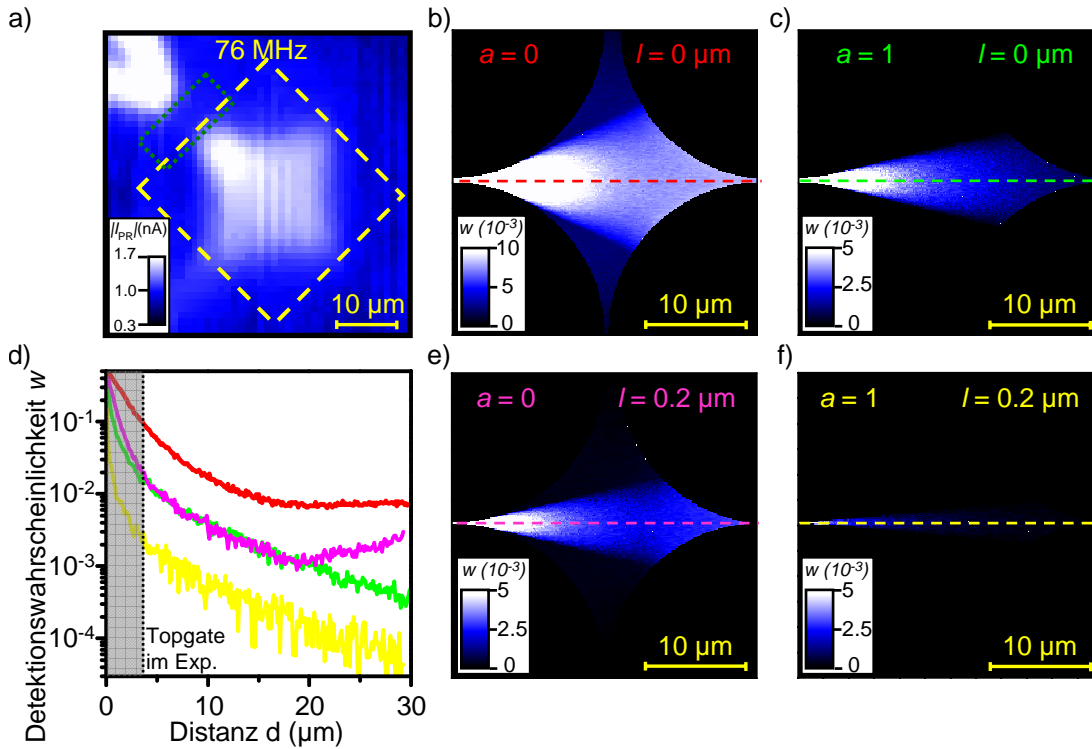 a)
76 MHz
|I_PR|(nA)
1.7
1.0
0.3
10 µm
b)
a = 0 l = 0 µm
w (10⁻³)
10
5
0
10 µm
c)
a = 1 l = 0 µm
w (10⁻³)
5
2.5
0
10 µm
d)
Detektionswahrscheinlichkeit w
10⁻¹
10⁻²
10⁻³
10⁻⁴
Topgate
im Exp.
0 10 20 30
Distanz d (µm)
e)
a = 0 l = 0.2 µm
w (10⁻³)
5
2.5
0
10 µm
f)
a = 1 l = 0.2 µm
w (10⁻³)
5
2.5
0
10 µm